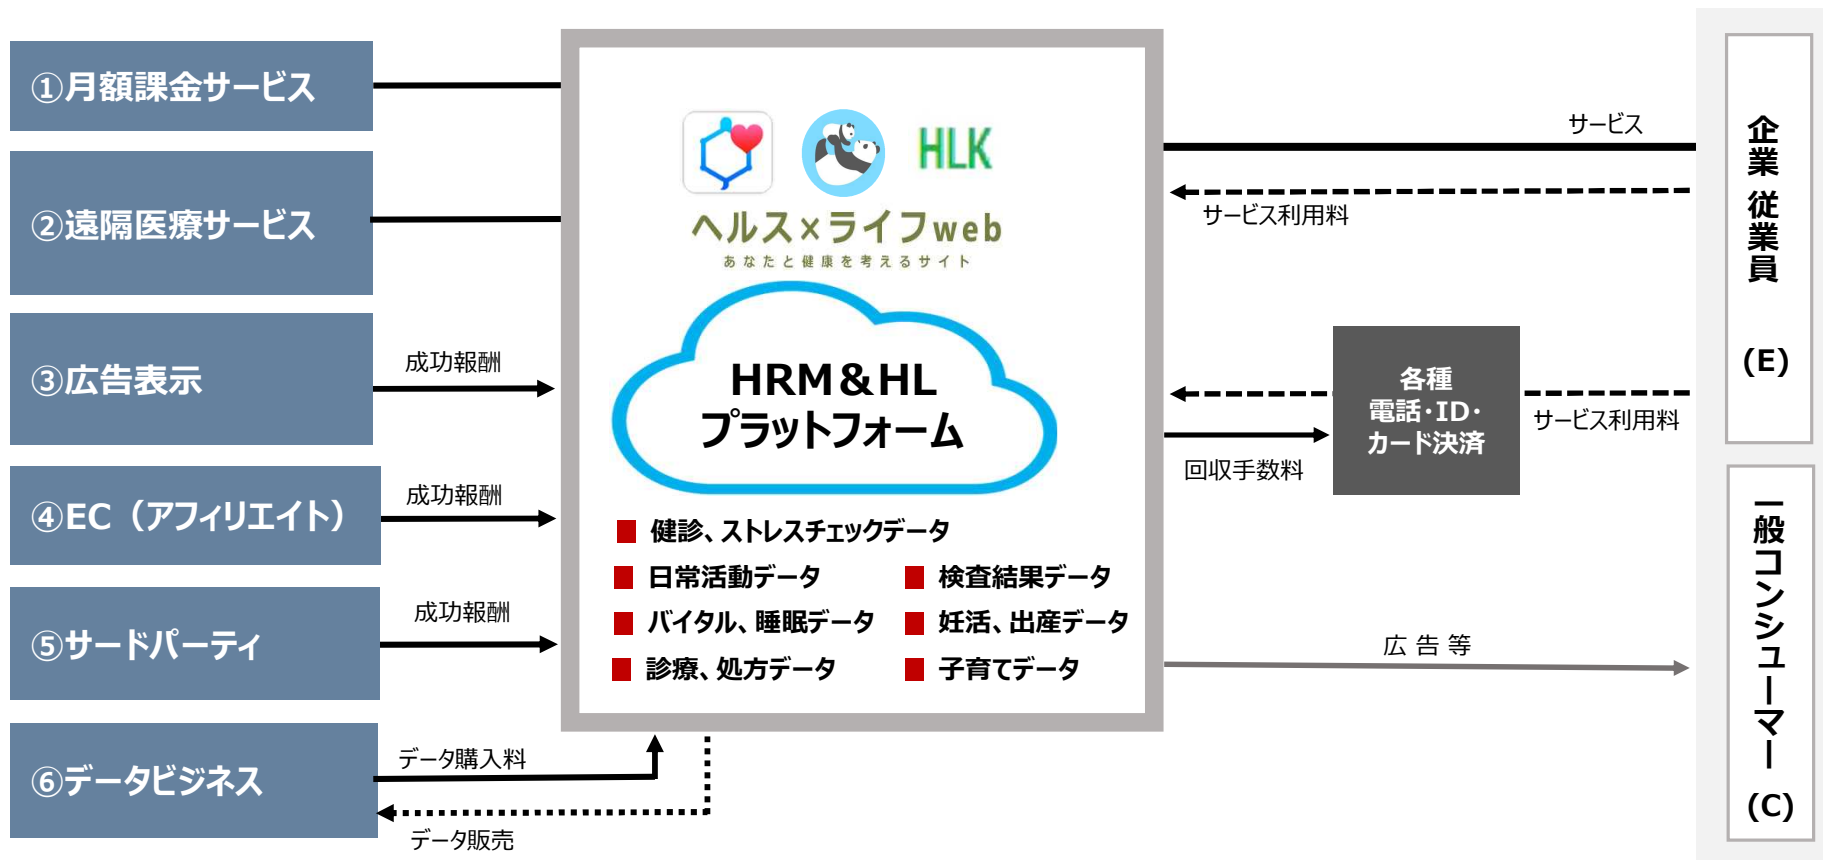 ①月額課金サービス
②遠隔医療サービス
③広告表示
成功報酬
④EC（アフィリエイト）
成功報酬
⑤サードパーティ
成功報酬
⑥データビジネス
データ購入料
データ販売
HLK
ヘルス×ライフweb
あなたと健康を考えるサイト
HRM＆HL
プラットフォーム
■ 健診、ストレスチェックデータ
■ 日常活動データ
■ 検査結果データ
■ バイタル、睡眠データ
■ 妊活、出産データ
■ 診療、処方データ
■ 子育てデータ
サービス
サービス利用料
各種
電話・ID・
カード決済
サービス利用料
回収手数料
広告等
企業 従業員
(E)
一般コンシューマー
(C)